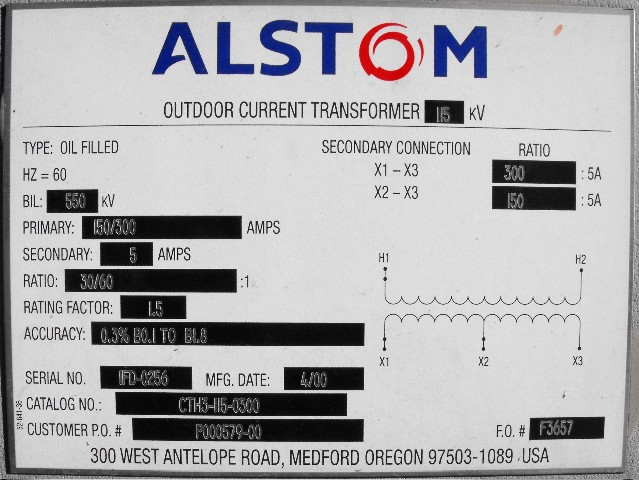 ALSTOM
OUTDOOR CURRENT TRANSFORMER 115 KV
TYPE: OIL FILLED
SECONDARY CONNECTION RATIO
HZ = 60
X1 – X3 300 : 5A
X2 – X3 150 : 5A
BIL: 550 KV
PRIMARY: 150/300 AMPS
SECONDARY: 5 AMPS
RATIO: 30/60 :1
RATING FACTOR: 1.5
ACCURACY: 0.3% B0.1 TO B1.8
H1 H2
X1 X2 X3
SERIAL NO. IFD-0256 MFG. DATE: 4/00
CATALOG NO.: CTH3-115-0300
CUSTOMER P.O. # P000579-00 F.O. # F3657
300 WEST ANTELOPE ROAD, MEDFORD OREGON 97503-1089 USA